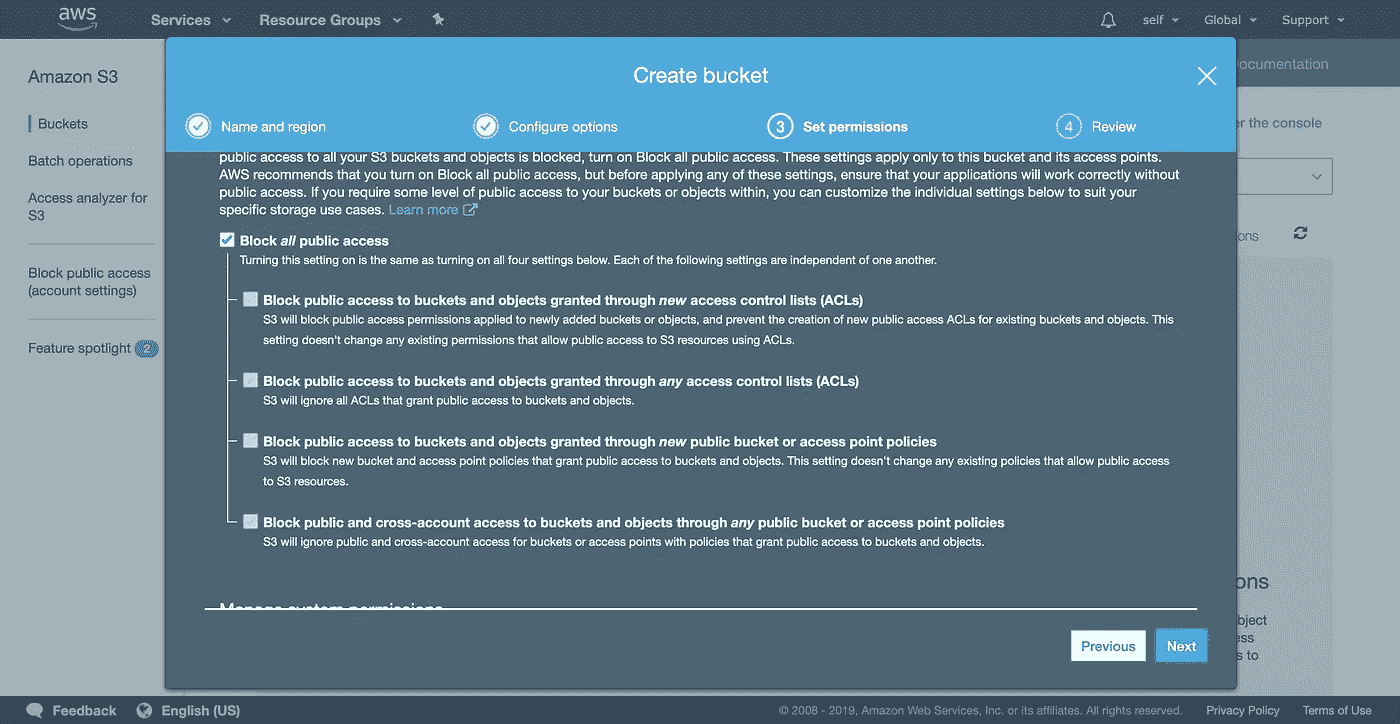 aws Services Resource Groups self Global Support
Amazon S3
Buckets
Batch operations
Access analyzer for
S3
Block public access
(account settings)
Feature spotlight 2
ocumentation
er the console
ons
Create bucket
Name and region
Configure options
3 Set permissions
4 Review
public access to all your S3 buckets and objects is blocked, turn on Block all public access. These settings apply only to this bucket and its access points.
AWS recommends that you turn on Block all public access, but before applying any of these settings, ensure that your applications will work correctly without
public access. If you require some level of public access to your buckets or objects within, you can customize the individual settings below to suit your
specific storage use cases. Learn more
Block all public access
Turning this setting on is the same as turning on all four settings below. Each of the following settings are independent of one another.
Block public access to buckets and objects granted through new access control lists (ACLs)
S3 will block public access permissions applied to newly added buckets or objects, and prevent the creation of new public access ACLs for existing buckets and objects. This
setting doesn't change any existing permissions that allow public access to S3 resources using ACLs.
Block public access to buckets and objects granted through any access control lists (ACLs)
S3 will ignore all ACLs that grant public access to buckets and objects.
Block public access to buckets and objects granted through new public bucket or access point policies
S3 will block new bucket and access point policies that grant public access to buckets and objects. This setting doesn't change any existing policies that allow public access
to S3 resources.
Block public and cross-account access to buckets and objects through any public bucket or access point policies
S3 will ignore public and cross-account access for buckets or access points with policies that grant public access to buckets and objects.
Manage system permissions
ons
bject
ess
s to
Previous Next
Feedback English (US) © 2008 - 2019, Amazon Web Services, Inc. or its affiliates. All rights reserved. Privacy Policy Terms of Use